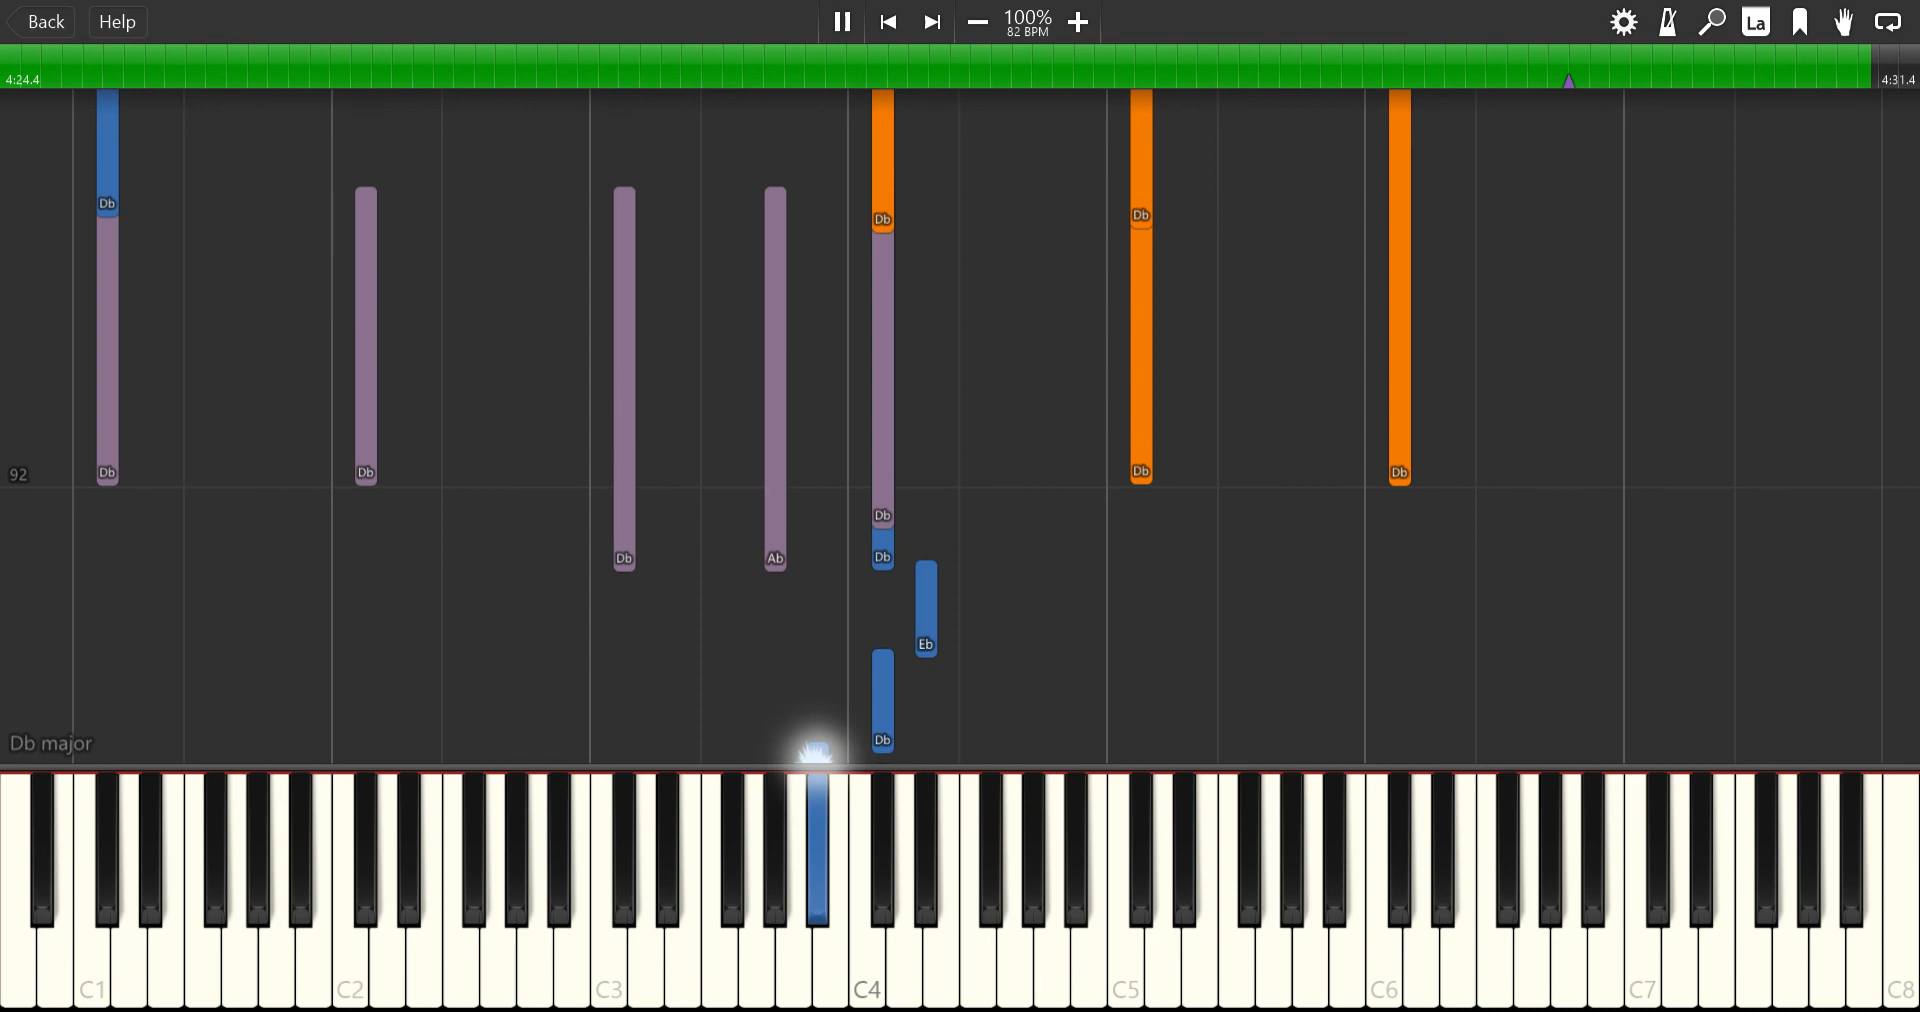 Back
Help
100%
82 BPM
La
4:24.4
4:31.4
Db
Db
Db
Db
92
Db
Db
Db
Db
Db
Db
Db
Ab
Db
Eb
Db
Db major
C1
C2
C3
C4
C5
C6
C7
C8